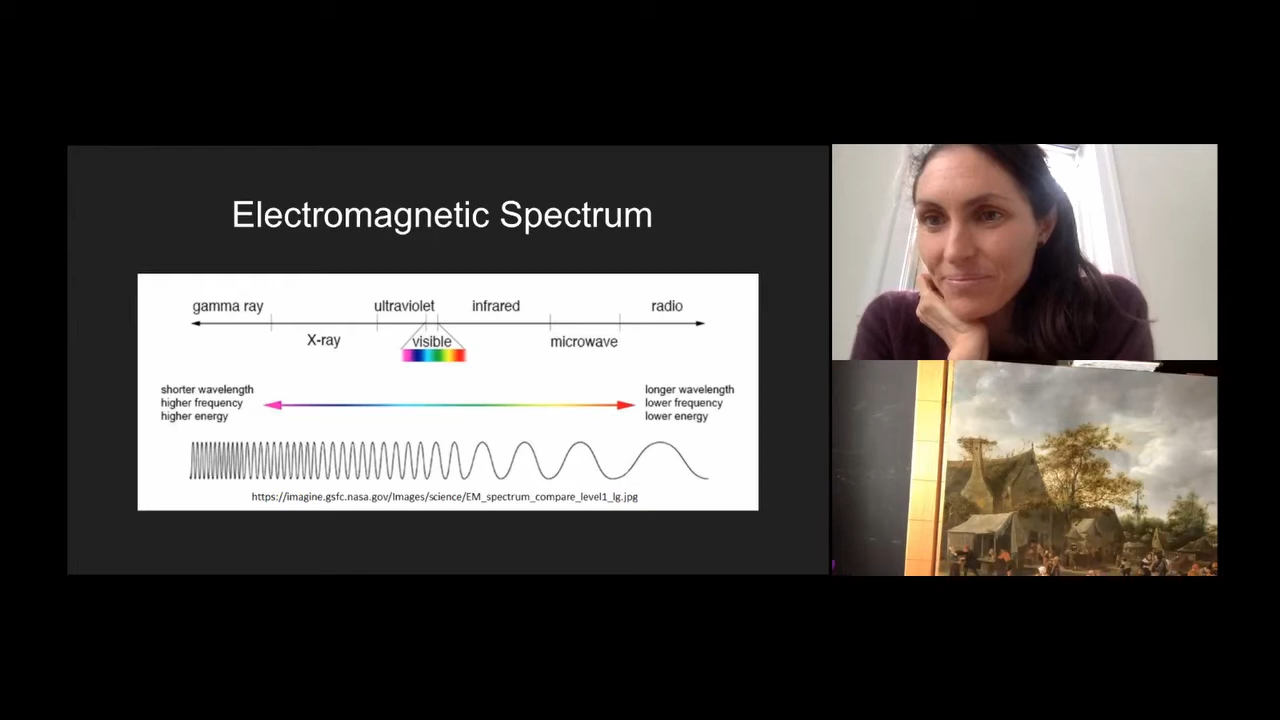 Electromagnetic Spectrum
gamma ray
ultraviolet
infrared
radio
X-ray
visible
microwave
shorter wavelength
higher frequency
higher energy
longer wavelength
lower frequency
lower energy
https://imagine.gsfc.nasa.gov/Images/science/EM_spectrum_compare_level1_lg.jpg